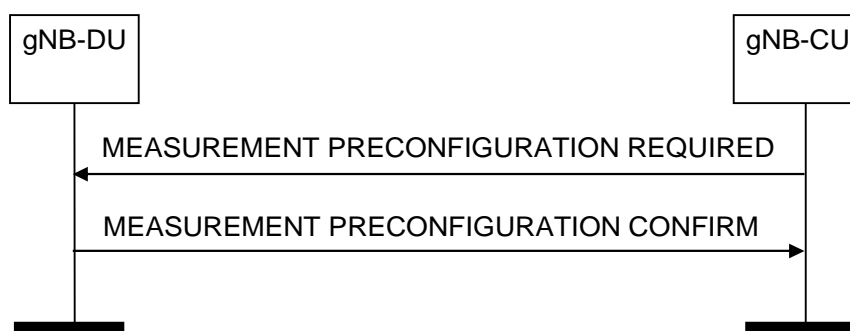 gNB-DU
gNB-CU
MEASUREMENT PRECONFIGURATION REQUIRED
MEASUREMENT PRECONFIGURATION CONFIRM